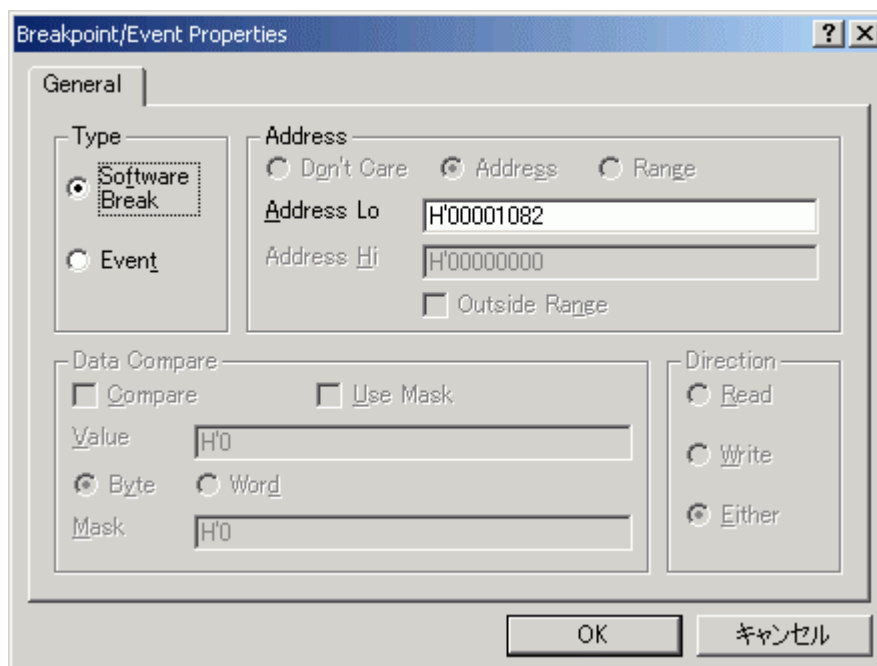 Breakpoint/Event Properties
General
Type
Software
Break
Event
Address
Don't Care Address Range
Address Lo H'00001082
Address Hi H'00000000
Outside Range
Data Compare
Compare Use Mask
Value H'0
Byte Word
Mask H'0
Direction
Read
Write
Either
OK キャンセル